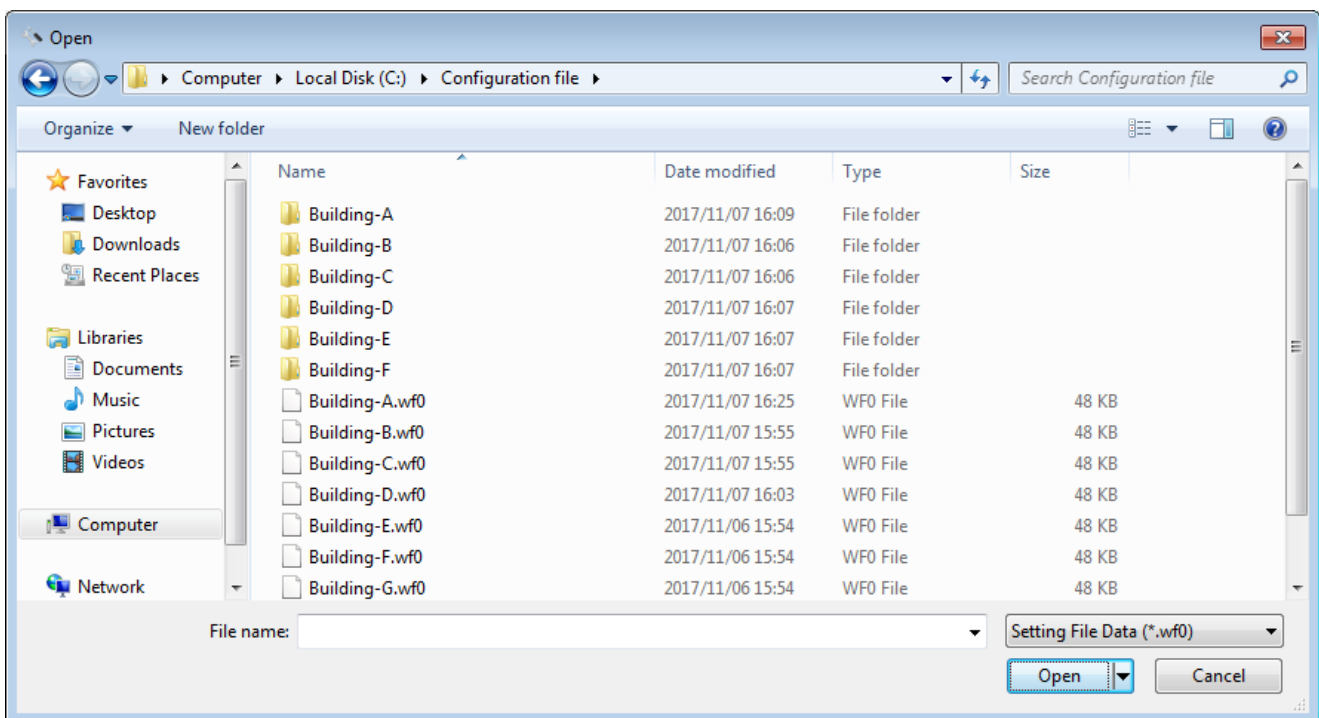 Open
Computer Local Disk (C:) Configuration file Search Configuration file
Organize New folder
Name Date modified Type Size
Favorites
Desktop
Downloads
Recent Places
Libraries
Documents
Music
Pictures
Videos
Computer
Network
Building-A 2017/11/07 16:09 File folder
Building-B 2017/11/07 16:06 File folder
Building-C 2017/11/07 16:06 File folder
Building-D 2017/11/07 16:07 File folder
Building-E 2017/11/07 16:07 File folder
Building-F 2017/11/07 16:07 File folder
Building-A.wf0 2017/11/07 16:25 WF0 File 48 KB
Building-B.wf0 2017/11/07 15:55 WF0 File 48 KB
Building-C.wf0 2017/11/07 15:55 WF0 File 48 KB
Building-D.wf0 2017/11/07 16:03 WF0 File 48 KB
Building-E.wf0 2017/11/06 15:54 WF0 File 48 KB
Building-F.wf0 2017/11/06 15:54 WF0 File 48 KB
Building-G.wf0 2017/11/06 15:54 WF0 File 48 KB
File name: Setting File Data (*.wf0)
Open Cancel